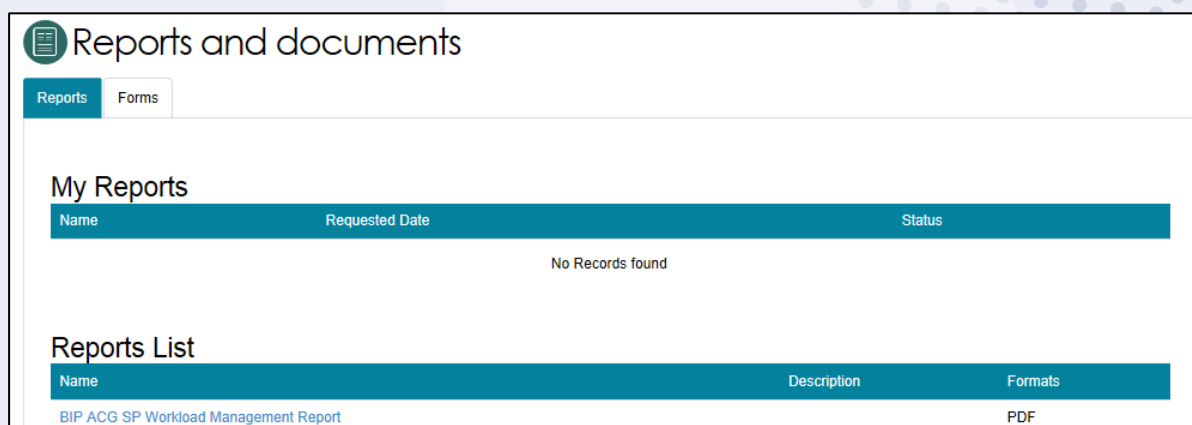 Reports and documents
Reports Forms
My Reports
Name Requested Date Status
No Records found
Reports List
Name Description Formats
BIP ACG SP Workload Management Report PDF